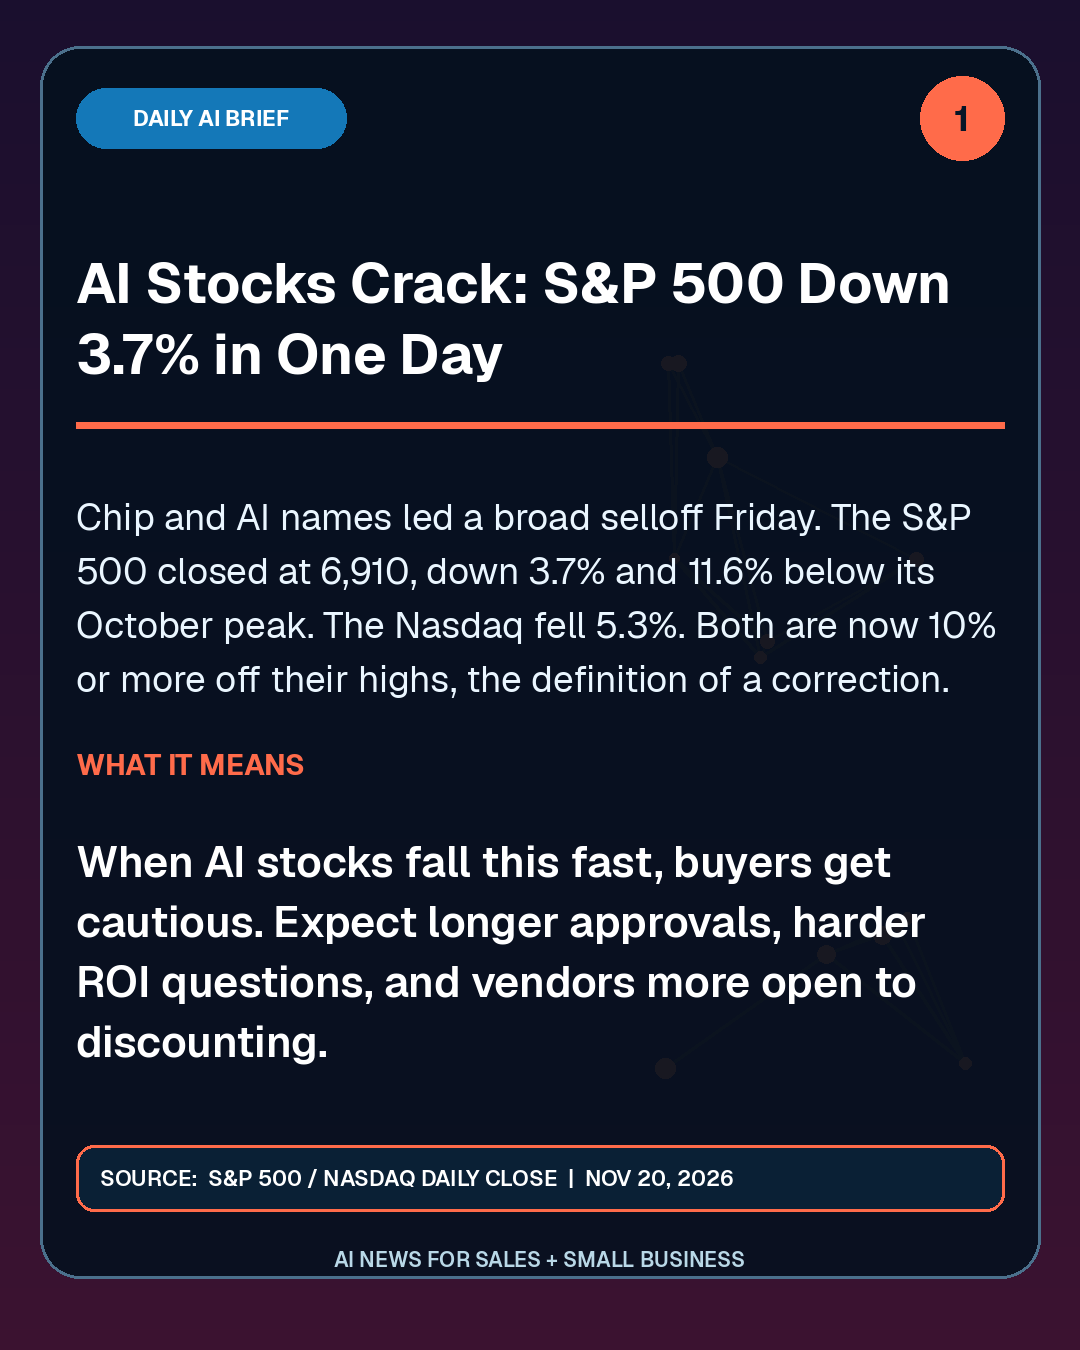 DAILY AI BRIEF
1
AI Stocks Crack: S&P 500 Down
3.7% in One Day
Chip and AI names led a broad selloff Friday. The S&P
500 closed at 6,910, down 3.7% and 11.6% below its
October peak. The Nasdaq fell 5.3%. Both are now 10%
or more off their highs, the definition of a correction.
WHAT IT MEANS
When AI stocks fall this fast, buyers get
cautious. Expect longer approvals, harder
ROI questions, and vendors more open to
discounting.
SOURCE: S&P 500 / NASDAQ DAILY CLOSE | NOV 20, 2026
AI NEWS FOR SALES + SMALL BUSINESS